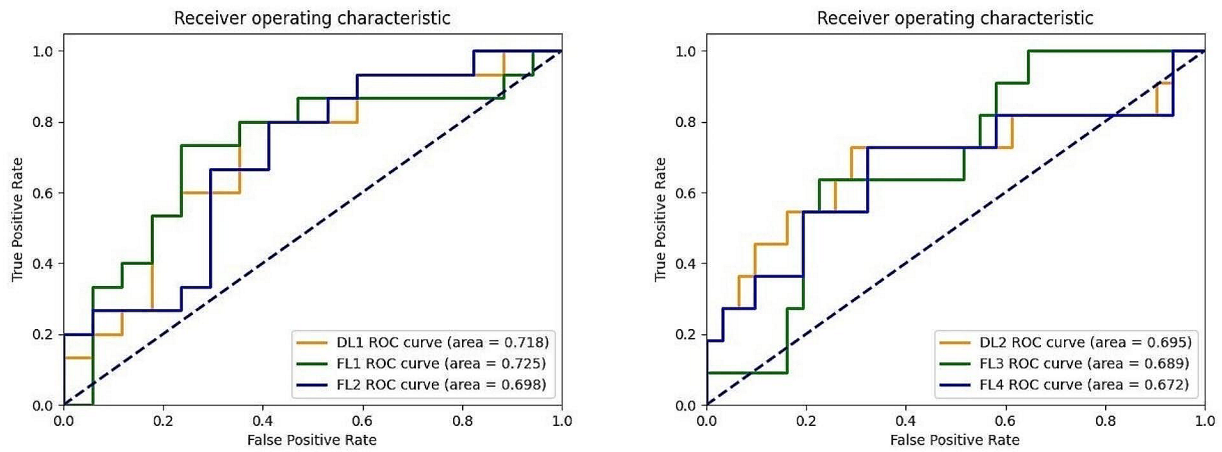 Receiver operating characteristic
True Positive Rate
1.0
0.8
0.6
0.4
0.2
0.0
DL1 ROC curve (area = 0.718)
FL1 ROC curve (area = 0.725)
FL2 ROC curve (area = 0.698)
0.0 0.2 0.4 0.6 0.8 1.0
False Positive Rate
Receiver operating characteristic
True Positive Rate
1.0
0.8
0.6
0.4
0.2
0.0
DL2 ROC curve (area = 0.695)
FL3 ROC curve (area = 0.689)
FL4 ROC curve (area = 0.672)
0.0 0.2 0.4 0.6 0.8 1.0
False Positive Rate